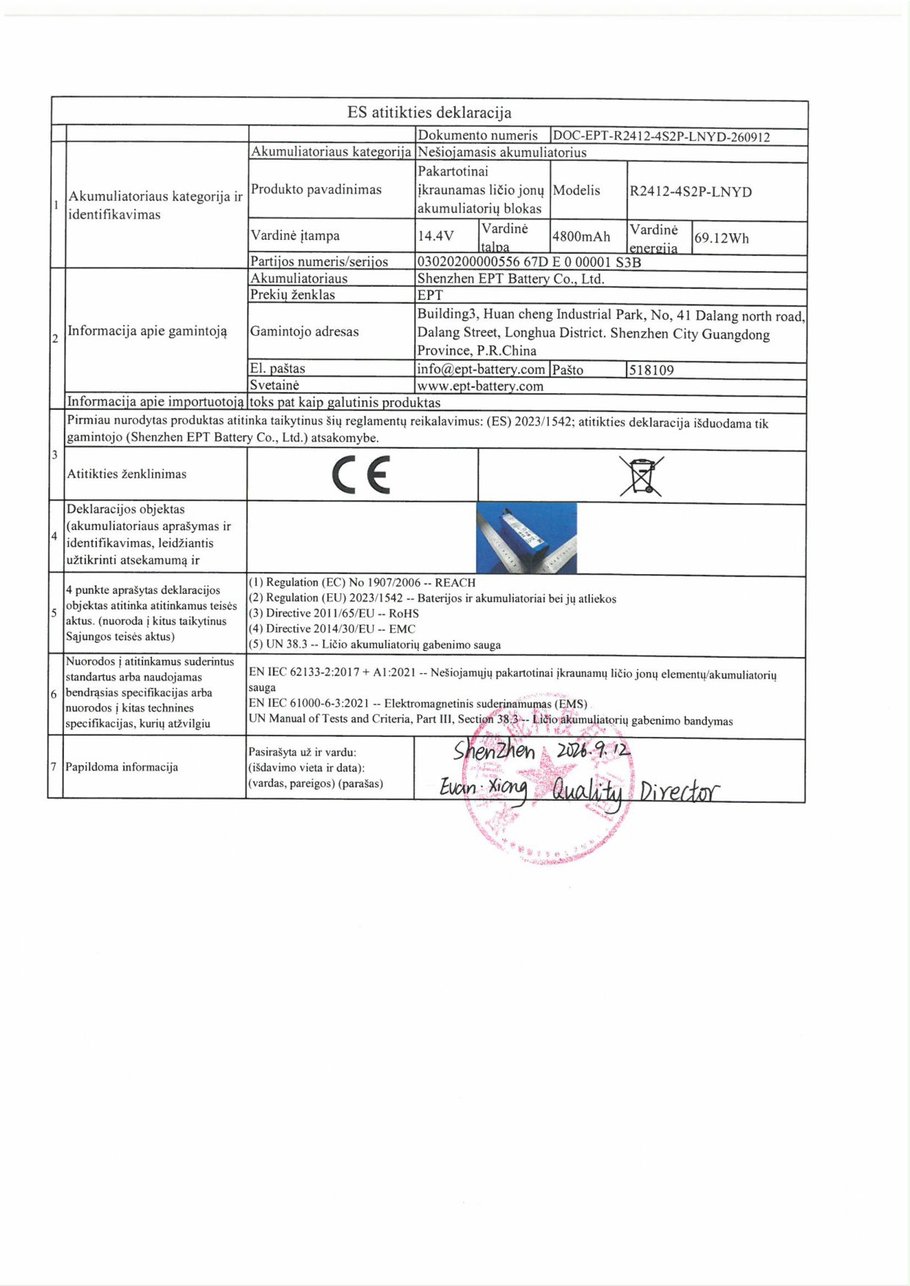 ES atitikties deklaracija
Dokumento numeris DOC-EPT-R2412-4S2P-LNYD-260912
1 Akumuliatoriaus kategorija ir identifikavimas
Akumuliatoriaus kategorija Nešiojamasis akumuliatorius
Produkto pavadinimas
Pakartotinai
įkraunamas ličio jonų
akumuliatorių blokas
Modelis R2412-4S2P-LNYD
Vardinė įtampa 14.4V Vardinė talpa 4800mAh Vardinė energija 69.12Wh
Partijos numeris/serijos 03020200000556 67D E 0 00001 S3B
2 Informacija apie gamintoją
Akumuliatoriaus Shenzhen EPT Battery Co., Ltd.
Prekių ženklas EPT
Gamintojo adresas
Building3, Huan cheng Industrial Park, No, 41 Dalang north road,
Dalang Street, Longhua District. Shenzhen City Guangdong
Province, P.R.China
El. paštas info@ept-battery.com Pašto 518109
Svetainė www.ept-battery.com
Informacija apie importuotoją toks pat kaip galutinis produktas
3
Pirmiau nurodytas produktas atitinka taikytinus šių reglamentų reikalavimus: (ES) 2023/1542; atitikties deklaracija išduodama tik
gamintojo (Shenzhen EPT Battery Co., Ltd.) atsakomybe.
Atitikties ženklinimas CE
4
Deklaracijos objektas
(akumuliatoriaus aprašymas ir
identifikavimas, leidžiantis
užtikrinti atsekamumą ir
5
4 punkte aprašytas deklaracijos
objektas atitinka atitinkamus teisės
aktus. (nuoroda į kitus taikytinus
Sąjungos teisės aktus)
(1) Regulation (EC) No 1907/2006 -- REACH
(2) Regulation (EU) 2023/1542 -- Baterijos ir akumuliatoriai bei jų atliekos
(3) Directive 2011/65/EU -- RoHS
(4) Directive 2014/30/EU -- EMC
(5) UN 38.3 -- Ličio akumuliatorių gabenimo sauga
6
Nuorodos į atitinkamus suderintus
standartus arba naudojamas
bendrąsias specifikacijas arba
nuorodos į kitas technines
specifikacijas, kurių atžvilgiu
EN IEC 62133-2:2017 + A1:2021 -- Nešiojamųjų pakartotinai įkraunamų ličio jonų elementų/akumuliatorių
sauga
EN IEC 61000-6-3:2021 -- Elektromagnetinis suderinamumas (EMS)
UN Manual of Tests and Criteria, Part III, Section 38.3 -- Ličio akumuliatorių gabenimo bandymas
7 Papildoma informacija
Pasirašyta už ir vardu:
(išdavimo vieta ir data):
(vardas, pareigos) (parašas)
ShenZhen 2026.9.12
Evan · Xiong Quality Director